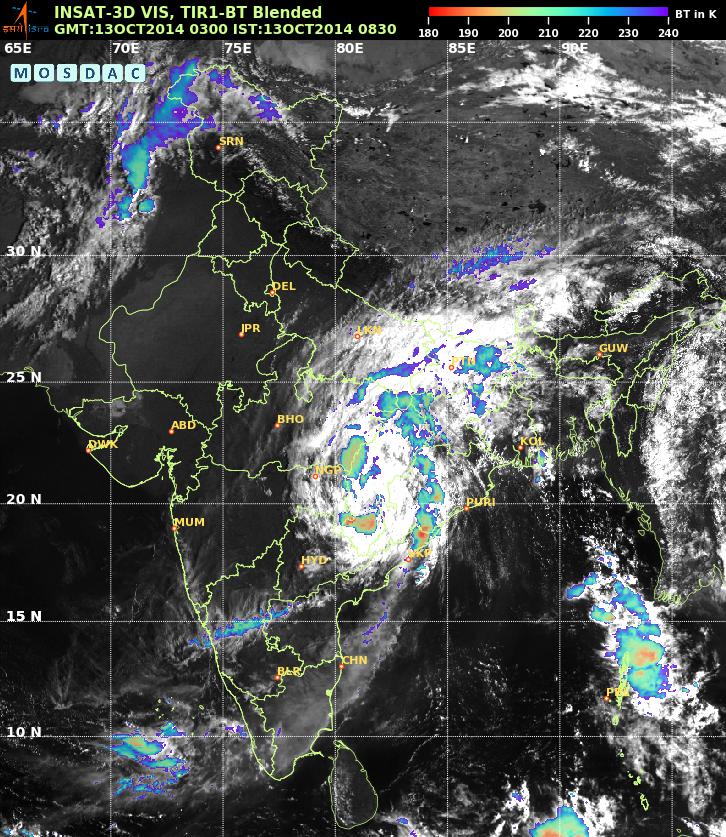 INSAT-3D VIS, TIR1-BT Blended
GMT:13OCT2014 0300 IST:13OCT2014 0830
BT in K
180 190 200 210 220 230 240
65E 70E 75E 80E 85E 90E
MOSDAC
SRN
30 N
DEL
JPR
LKN
GUW
PTN
25 N
ABD
BHO
DWK
KOL
NGP
20 N
PURI
MUM
HYD
15 N
CHN
BLR
10 N